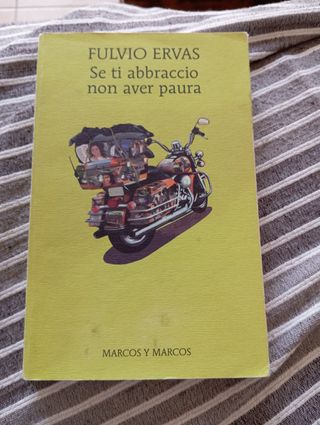 FULVIO ERVAS
Se ti abbraccio
non aver paura
MARCOS Y MARCOS